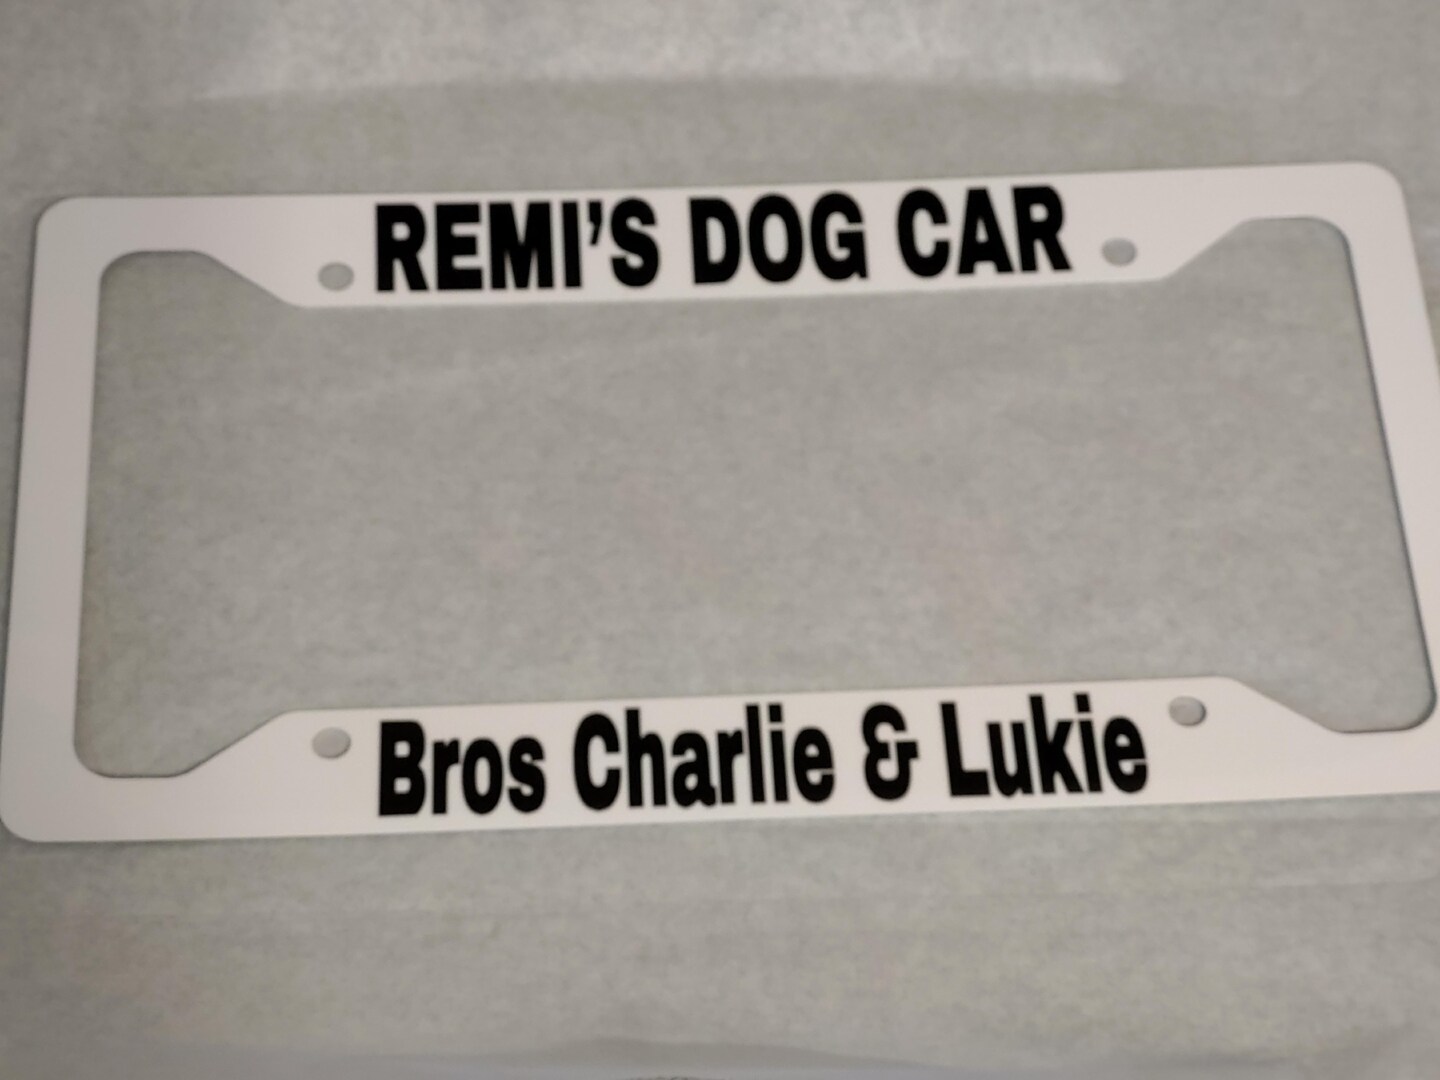 REMI’S DOG CAR
Bros Charlie & Lukie